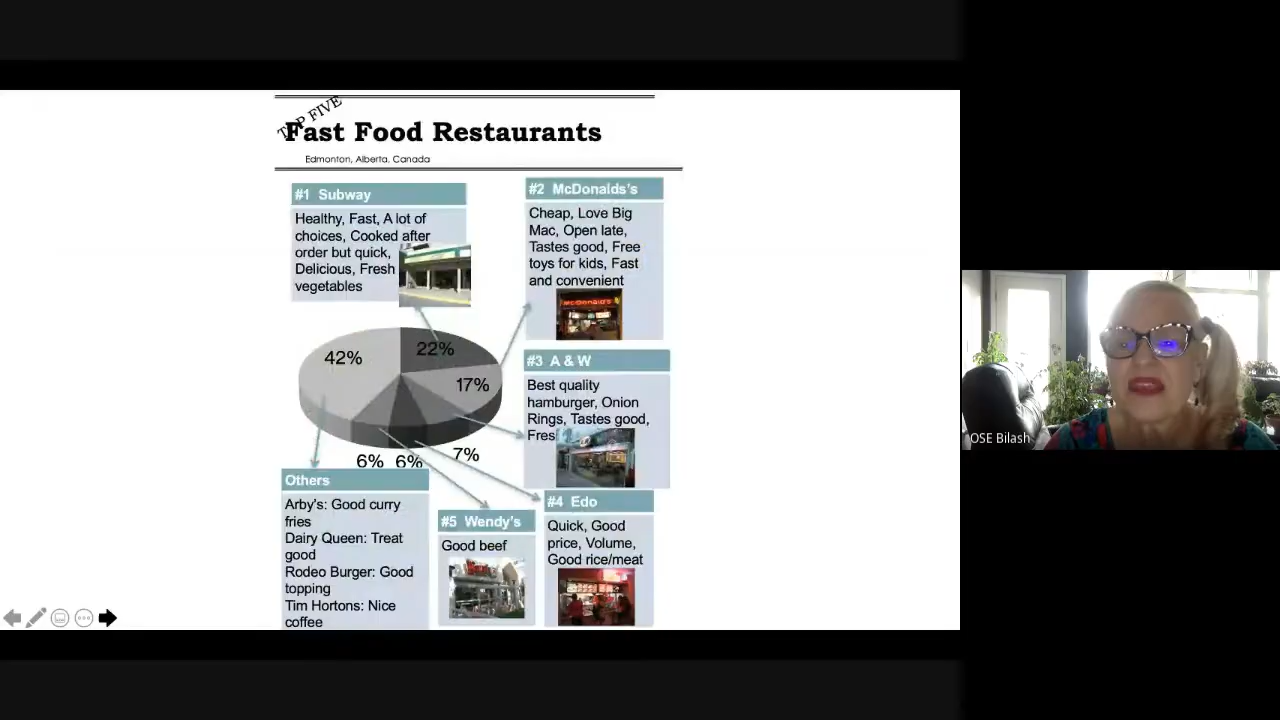 TOP FIVE
Fast Food Restaurants
Edmonton, Alberta, Canada
#1 Subway
Healthy, Fast, A lot of
choices, Cooked after
order but quick,
Delicious, Fresh
vegetables
#2 McDonalds's
Cheap, Love Big
Mac, Open late,
Tastes good, Free
toys for kids, Fast
and convenient
McDonald's
42%
22%
17%
7%
6%
6%
#3 A & W
Best quality
hamburger, Onion
Rings, Tastes good,
Fres
Others
Arby's: Good curry
fries
Dairy Queen: Treat
good
Rodeo Burger: Good
topping
Tim Hortons: Nice
coffee
#5 Wendy's
Good beef
#4 Edo
Quick, Good
price, Volume,
Good rice/meat
OSE Bilash